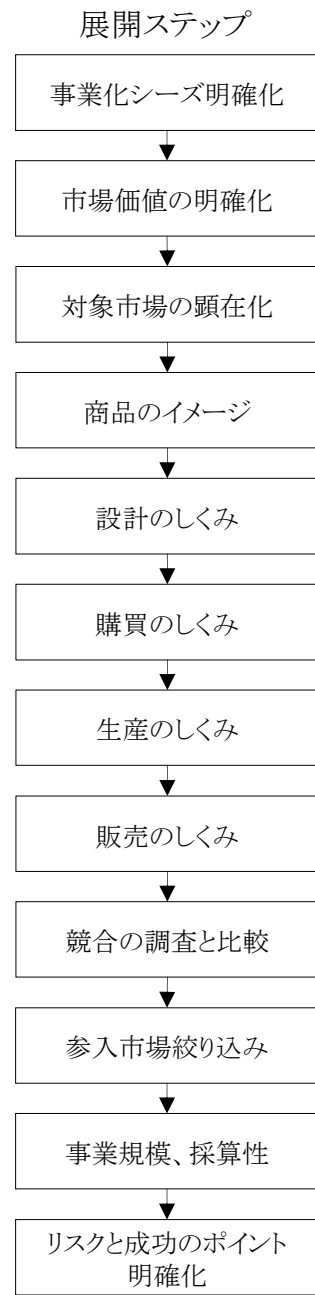 展開ステップ
事業化シーズ明確化
市場価値の明確化
対象市場の顕在化
商品のイメージ
設計のしくみ
購買のしくみ
生産のしくみ
販売のしくみ
競合の調査と比較
参入市場絞り込み
事業規模、採算性
リスクと成功のポイント
明確化